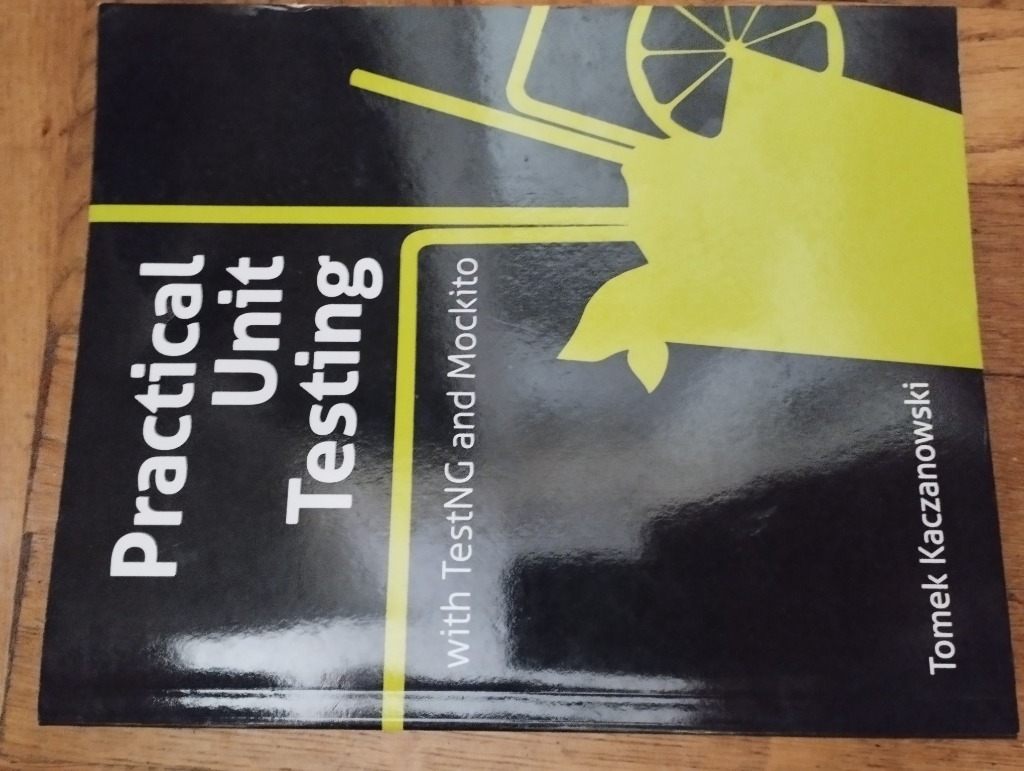 Practical
Unit
Testing
with TestNG and Mockito
Tomek Kaczanowski